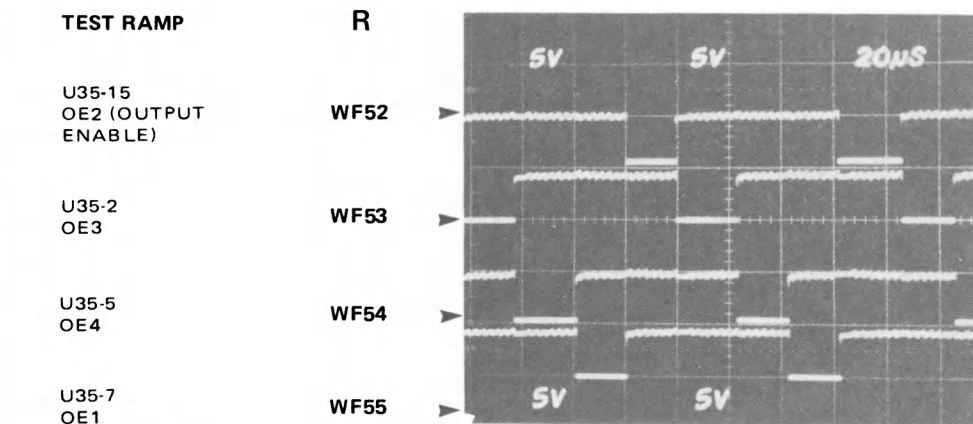 TEST RAMP R
5V 5V 20µS
U35-15
OE2 (OUTPUT
ENABLE)
WF52
U35-2
OE3
WF53
U35-5
OE4
WF54
U35-7
OE1
WF55
5V 5V